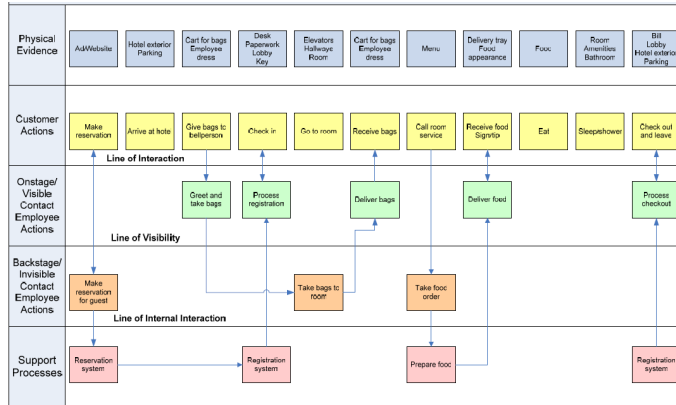 Physical
Evidence
Ad/Website
Hotel exterior
Parking
Cart for bags
Employee
dress
Desk
Paperwork
Lobby
Key
Elevators
Hallways
Room
Cart for bags
Employee
dress
Menu
Delivery tray
Food
appearance
Food
Room
Amenities
Bathroom
Bill
Lobby
Hotel exterior
Parking
Customer
Actions
Make
reservation
Arrive at hote
Give bags to
bellperson
Check in
Go to room
Receive bags
Call room
service
Receive food
Sign/tip
Eat
Sleep/shower
Check out
and leave
Line of Interaction
Onstage/
Visible
Contact
Employee
Actions
Greet and
take bags
Process
registration
Deliver bags
Deliver food
Process
checkout
Line of Visibility
Backstage/
Invisible
Contact
Employee
Actions
Make
reservation
for guest
Take bags to
room
Take food
order
Line of Internal Interaction
Support
Processes
Reservation
system
Registration
system
Prepare food
Registration
system